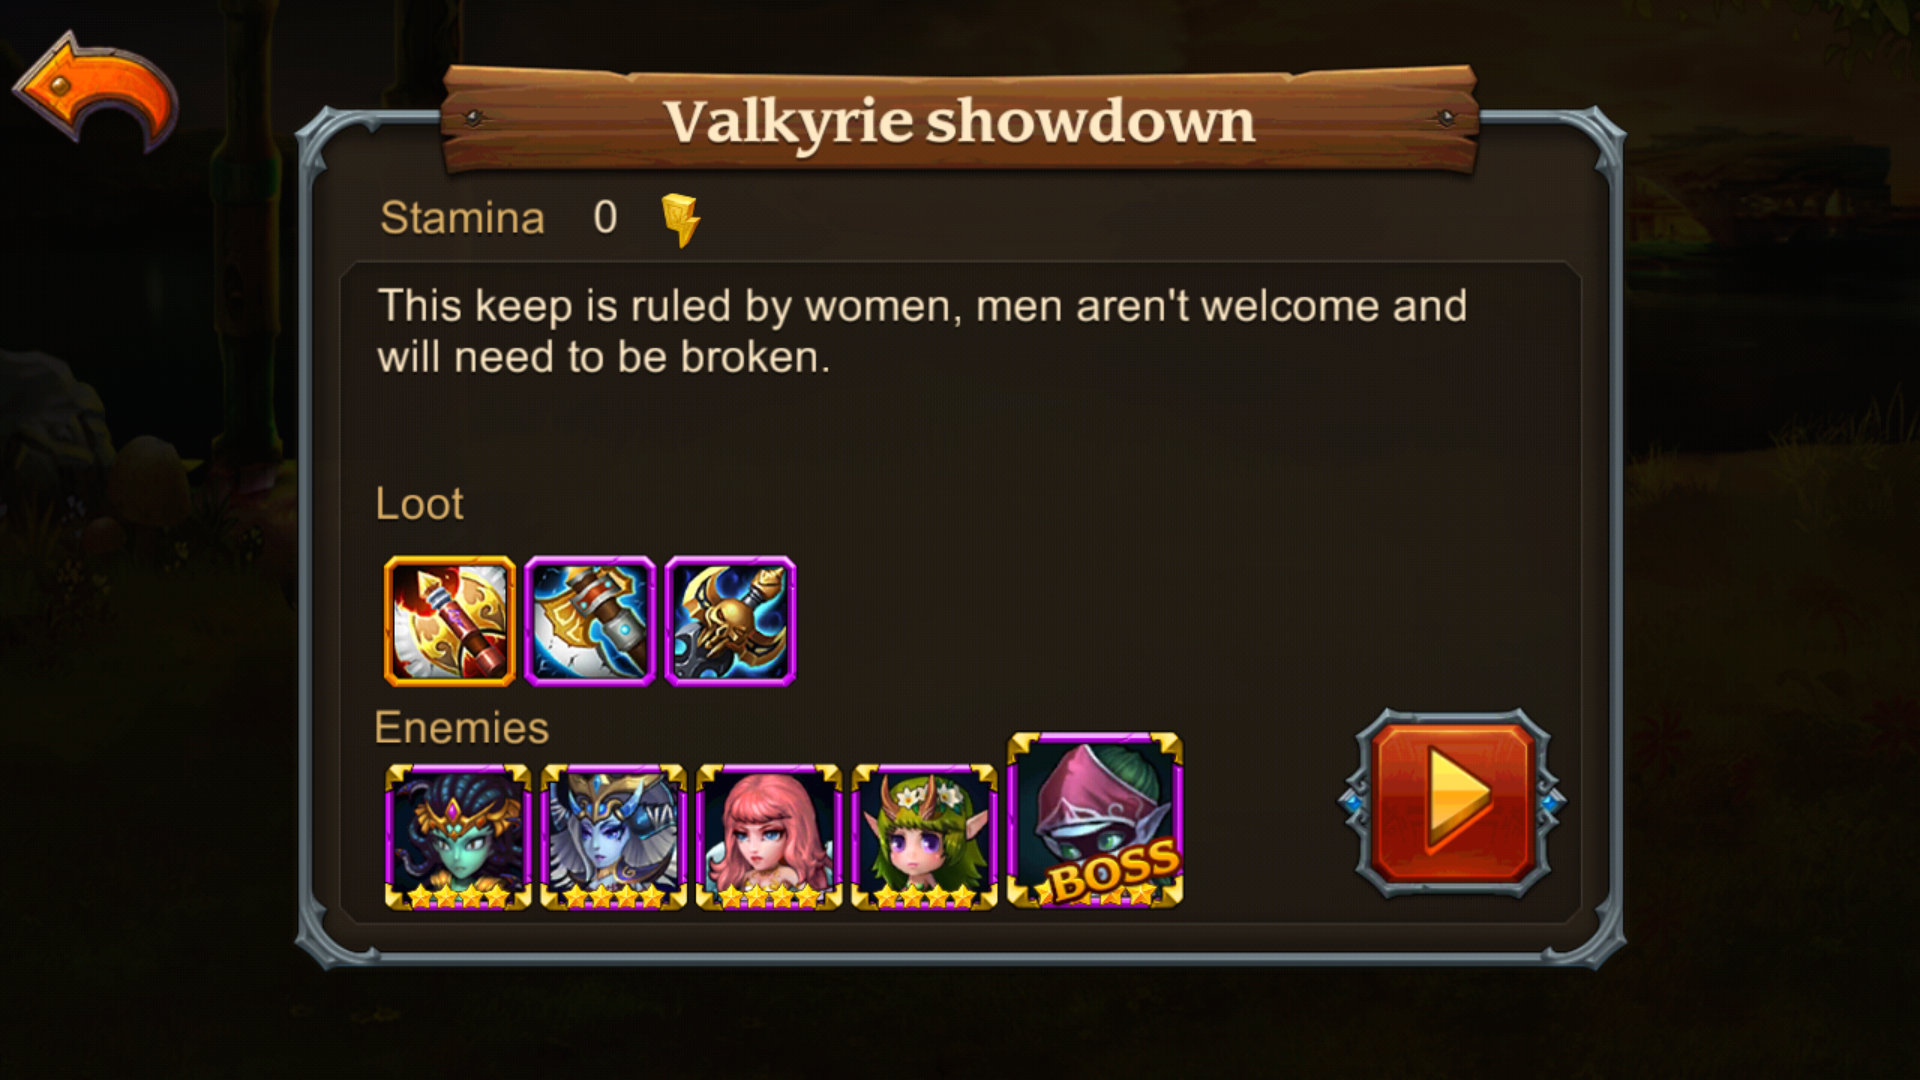 Valkyrie showdown
Stamina 0
This keep is ruled by women, men aren't welcome and
will need to be broken.
Loot
Enemies
BOSS